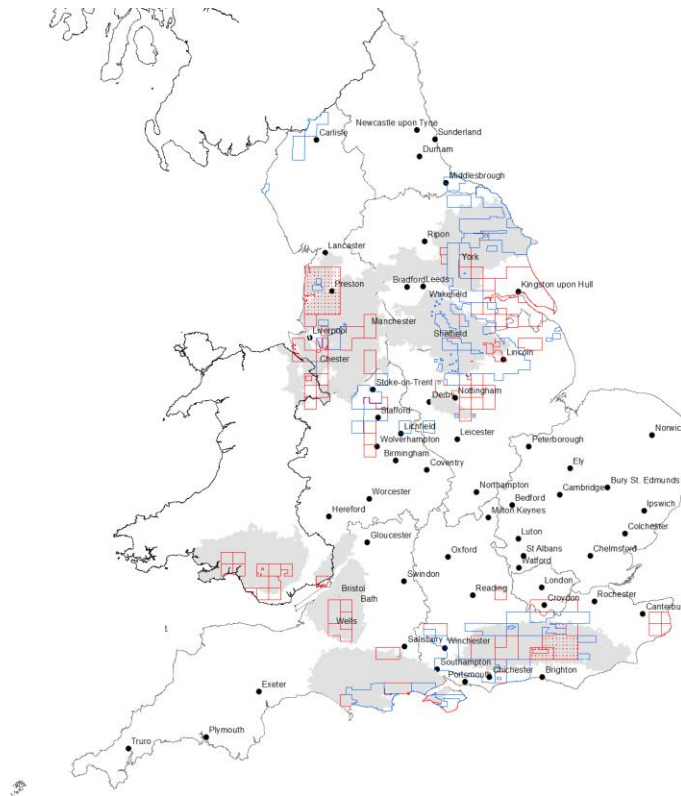 Newcastle upon Tyne
Carlisle
Sunderland
Durham
Middlesbrough
Ripon
Lancaster
York
Preston
Bradford
Leeds
Kingston upon Hull
Wakefield
Manchester
Liverpool
Sheffield
Chester
Lincoln
Stoke-on-Trent
Derby
Nottingham
Stafford
Lichfield
Leicester
Peterborough
Norwic
Wolverhampton
Birmingham
Coventry
Ely
Cambridge
Bury St. Edmunds
Worcester
Northampton
Bedford
Ipswich
Hereford
Milton Keynes
Colchester
Gloucester
Luton
Oxford
St Albans
Chelmsford
Watford
Swindon
Bristol
Bath
Reading
London
Croydon
Rochester
Canterbu
Wells
Salisbury
Winchester
Southampton
Portsmouth
Chichester
Brighton
Exeter
Plymouth
Truro